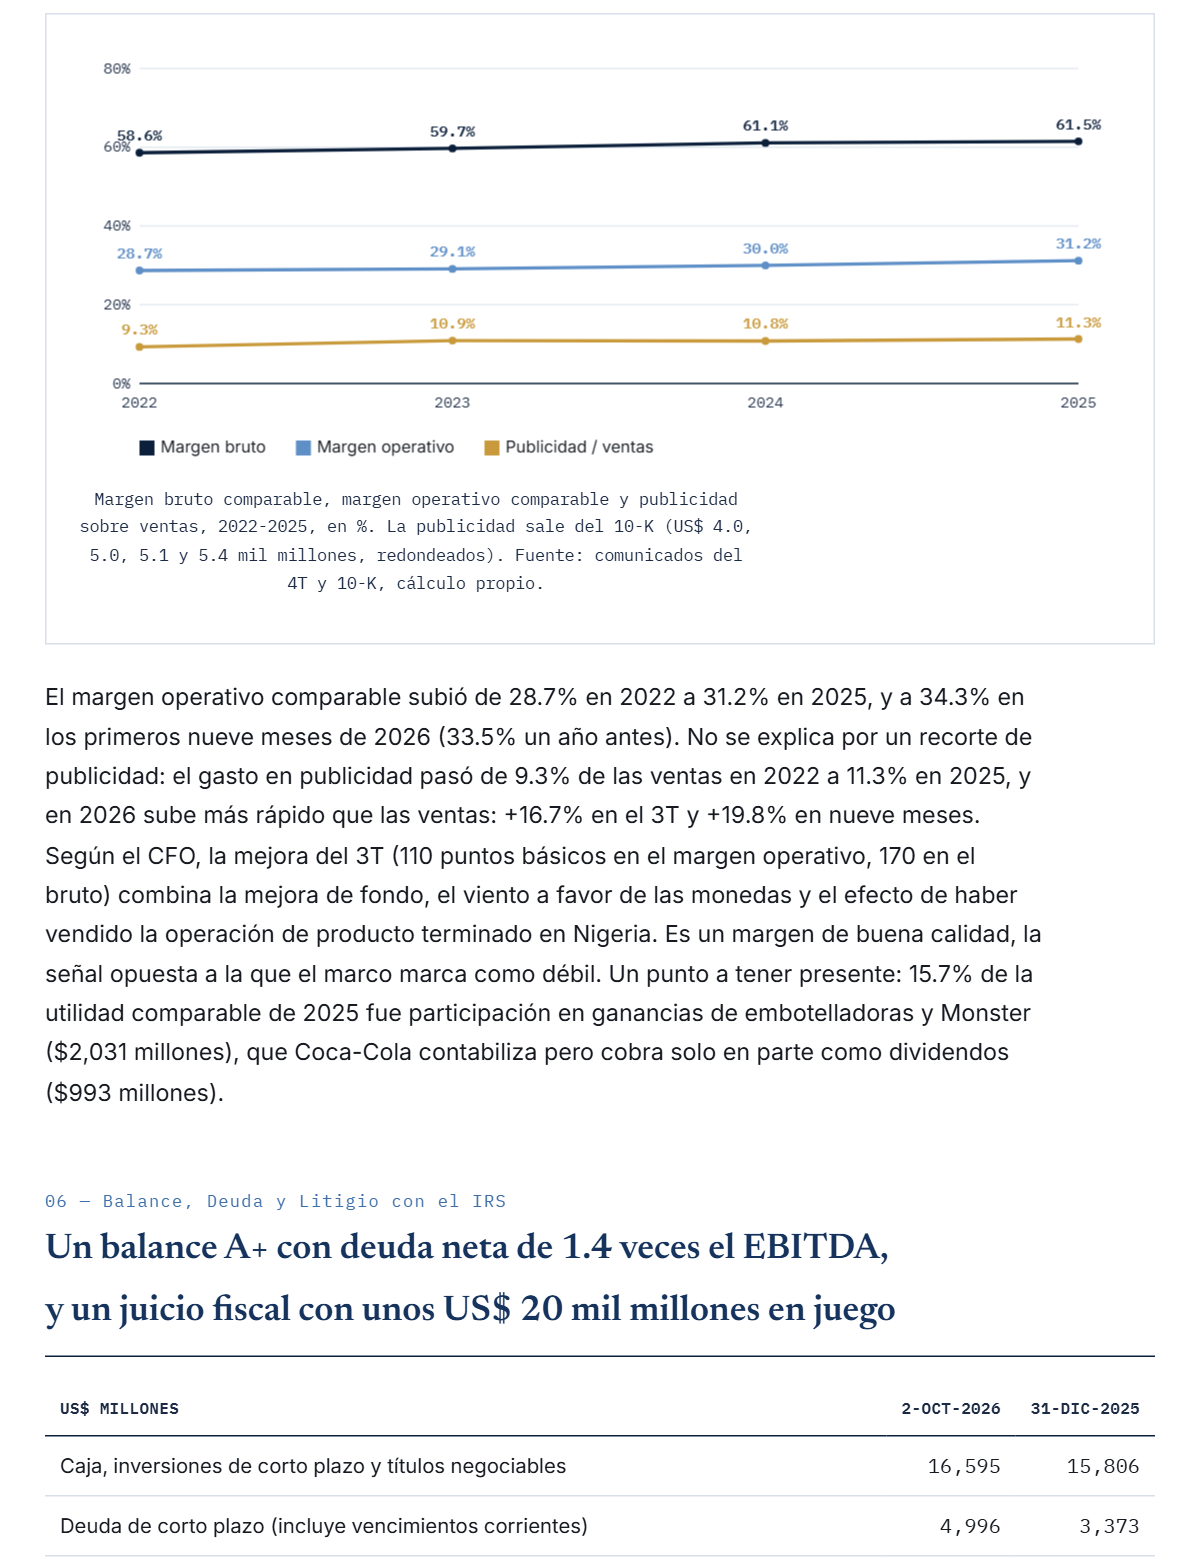 80%
58.6%
59.7%
61.1%
61.5%
60%
40%
28.7%
29.1%
30.0%
31.2%
20%
9.3%
10.9%
10.8%
11.3%
0%
2022
2023
2024
2025
Margen bruto
Margen operativo
Publicidad / ventas
Margen bruto comparable, margen operativo comparable y publicidad
sobre ventas, 2022-2025, en %. La publicidad sale del 10-K (US$ 4.0,
5.0, 5.1 y 5.4 mil millones, redondeados). Fuente: comunicados del
4T y 10-K, cálculo propio.
El margen operativo comparable subió de 28.7% en 2022 a 31.2% en 2025, y a 34.3% en
los primeros nueve meses de 2026 (33.5% un año antes). No se explica por un recorte de
publicidad: el gasto en publicidad pasó de 9.3% de las ventas en 2022 a 11.3% en 2025, y
en 2026 sube más rápido que las ventas: +16.7% en el 3T y +19.8% en nueve meses.
Según el CFO, la mejora del 3T (110 puntos básicos en el margen operativo, 170 en el
bruto) combina la mejora de fondo, el viento a favor de las monedas y el efecto de haber
vendido la operación de producto terminado en Nigeria. Es un margen de buena calidad, la
señal opuesta a la que el marco marca como débil. Un punto a tener presente: 15.7% de la
utilidad comparable de 2025 fue participación en ganancias de embotelladoras y Monster
($2,031 millones), que Coca-Cola contabiliza pero cobra solo en parte como dividendos
($993 millones).
06 — Balance, Deuda y Litigio con el IRS
Un balance A+ con deuda neta de 1.4 veces el EBITDA,
y un juicio fiscal con unos US$ 20 mil millones en juego
US$ MILLONES 2-OCT-2026 31-DIC-2025
Caja, inversiones de corto plazo y títulos negociables 16,595 15,806
Deuda de corto plazo (incluye vencimientos corrientes) 4,996 3,373